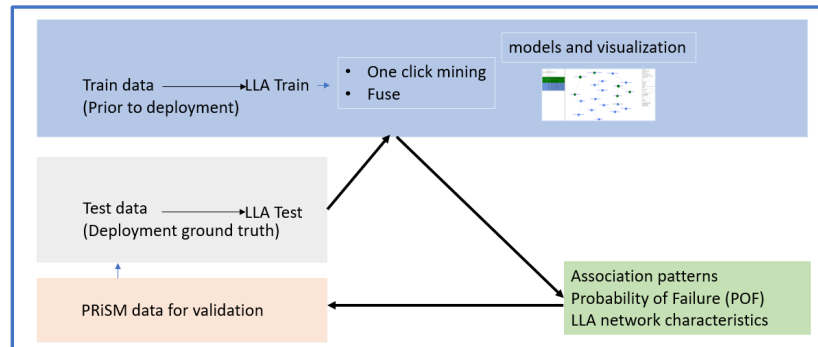 models and visualization
• One click mining
• Fuse
Train data LLA Train
(Prior to deployment)
Test data LLA Test
(Deployment ground truth)
PRiSM data for validation
Association patterns
Probability of Failure (POF)
LLA network characteristics